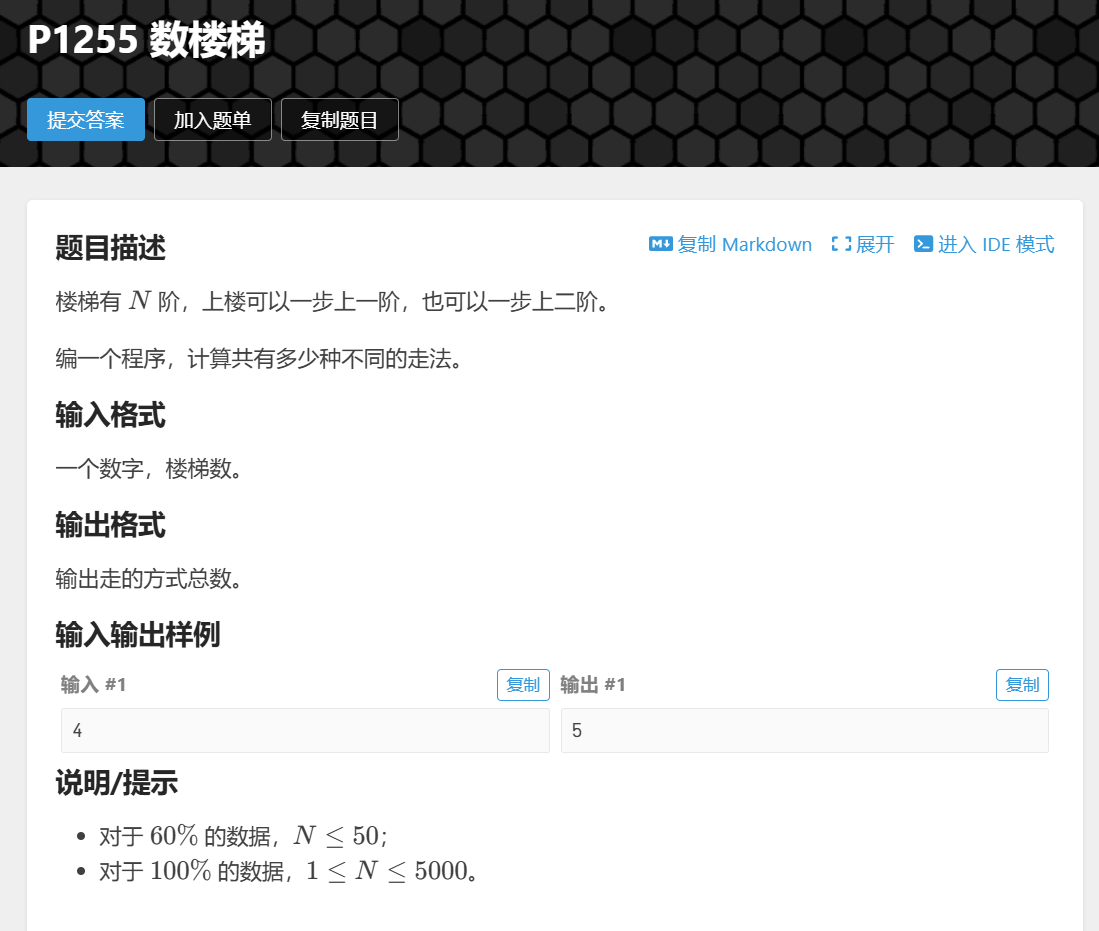 P1255 数楼梯
提交答案 加入题单 复制题目
题目描述 复制 Markdown 展开 进入 IDE 模式
楼梯有 N 阶，上楼可以一步上一阶，也可以一步上二阶。
编一个程序，计算共有多少种不同的走法。
输入格式
一个数字，楼梯数。
输出格式
输出走的方式总数。
输入输出样例
输入 #1 复制 输出 #1 复制
4 5
说明/提示
• 对于 60% 的数据，N ≤ 50；
• 对于 100% 的数据，1 ≤ N ≤ 5000。